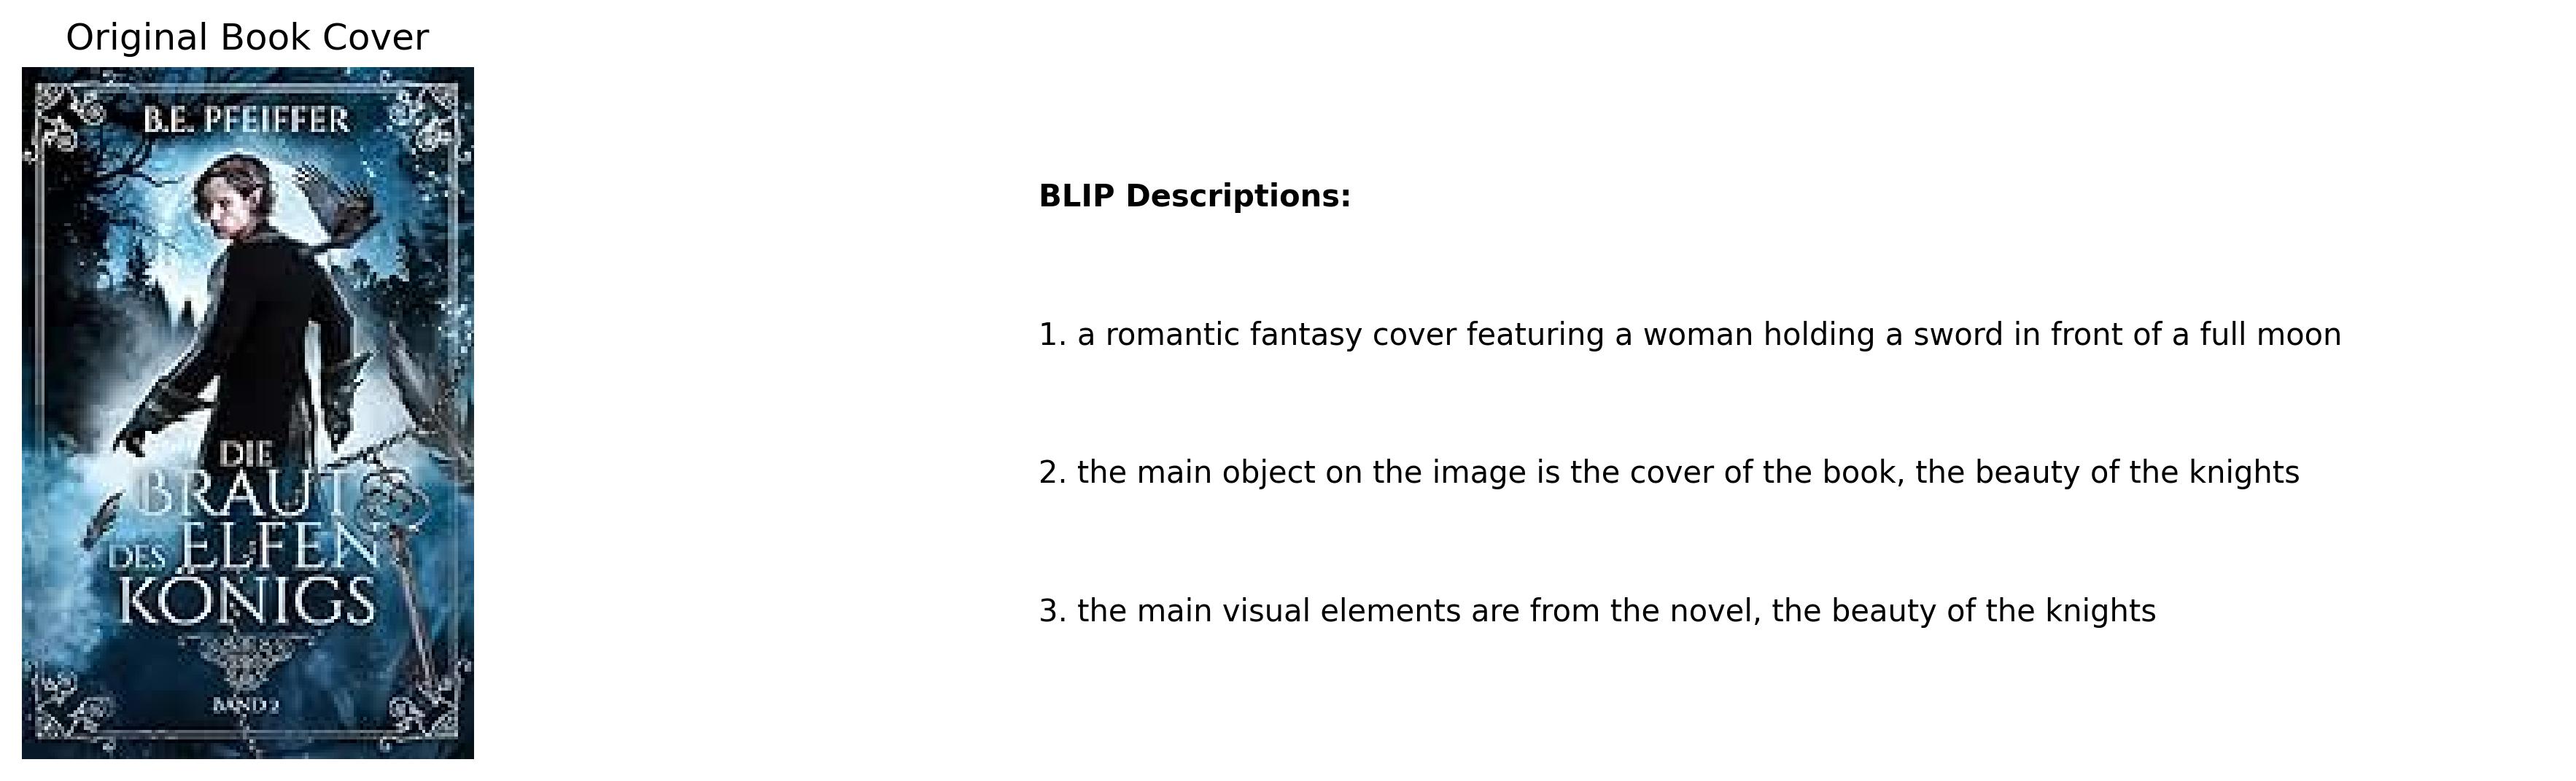 Original Book Cover
B.E. PFEIFFER
DIE
BRAUT
DES ELFEN
KÖNIGS
BAND 2
BLIP Descriptions:
1. a romantic fantasy cover featuring a woman holding a sword in front of a full moon
2. the main object on the image is the cover of the book, the beauty of the knights
3. the main visual elements are from the novel, the beauty of the knights